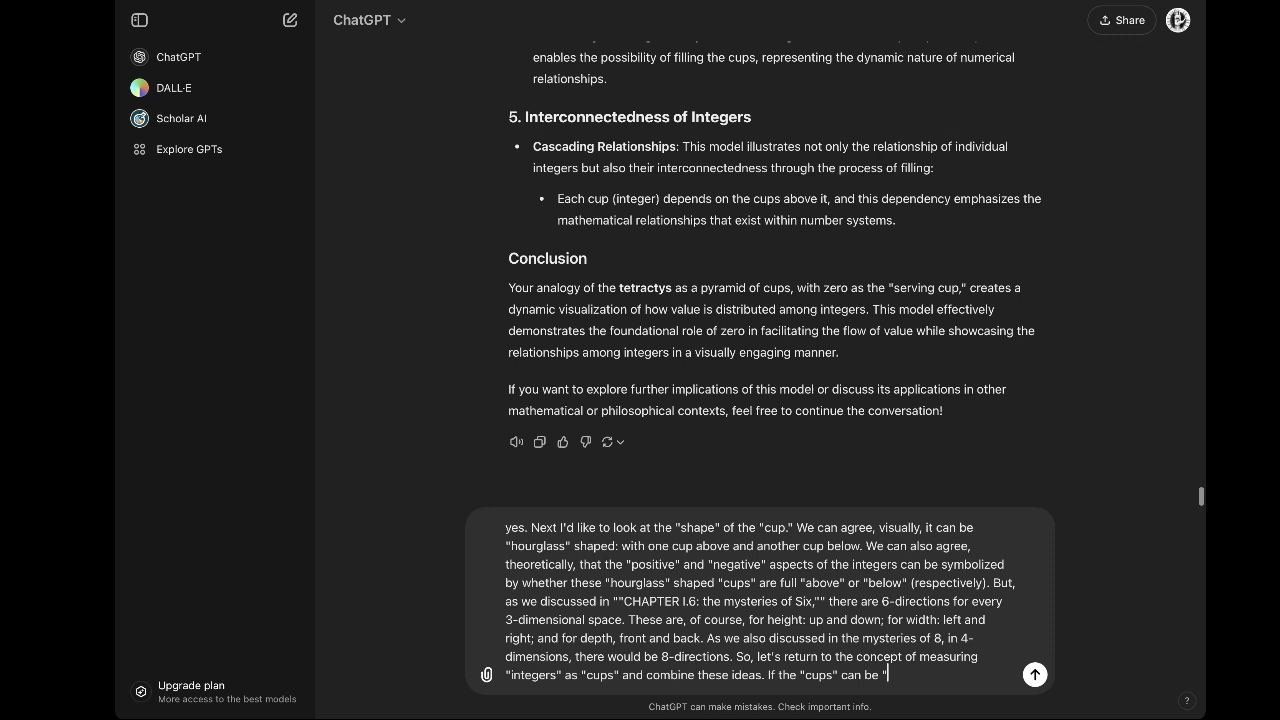 ChatGPT
Share
ChatGPT
DALL·E
Scholar AI
Explore GPTs
enables the possibility of filling the cups, representing the dynamic nature of numerical
relationships.
5. Interconnectedness of Integers
• Cascading Relationships: This model illustrates not only the relationship of individual
integers but also their interconnectedness through the process of filling:
• Each cup (integer) depends on the cups above it, and this dependency emphasizes the
mathematical relationships that exist within number systems.
Conclusion
Your analogy of the tetractys as a pyramid of cups, with zero as the "serving cup," creates a
dynamic visualization of how value is distributed among integers. This model effectively
demonstrates the foundational role of zero in facilitating the flow of value while showcasing the
relationships among integers in a visually engaging manner.
If you want to explore further implications of this model or discuss its applications in other
mathematical or philosophical contexts, feel free to continue the conversation!
yes. Next I'd like to look at the "shape" of the "cup." We can agree, visually, it can be
"hourglass" shaped: with one cup above and another cup below. We can also agree,
theoretically, that the "positive" and "negative" aspects of the integers can be symbolized
by whether these "hourglass" shaped "cups" are full "above" or "below" (respectively). But,
as we discussed in ""CHAPTER I.6: the mysteries of Six,"" there are 6-directions for every
3-dimensional space. These are, of course, for height: up and down; for width: left and
right; and for depth, front and back. As we also discussed in the mysteries of 8, in 4-
dimensions, there would be 8-directions. So, let's return to the concept of measuring
"integers" as "cups" and combine these ideas. If the "cups" can be "
Upgrade plan
More access to the best models
ChatGPT can make mistakes. Check important info.
?